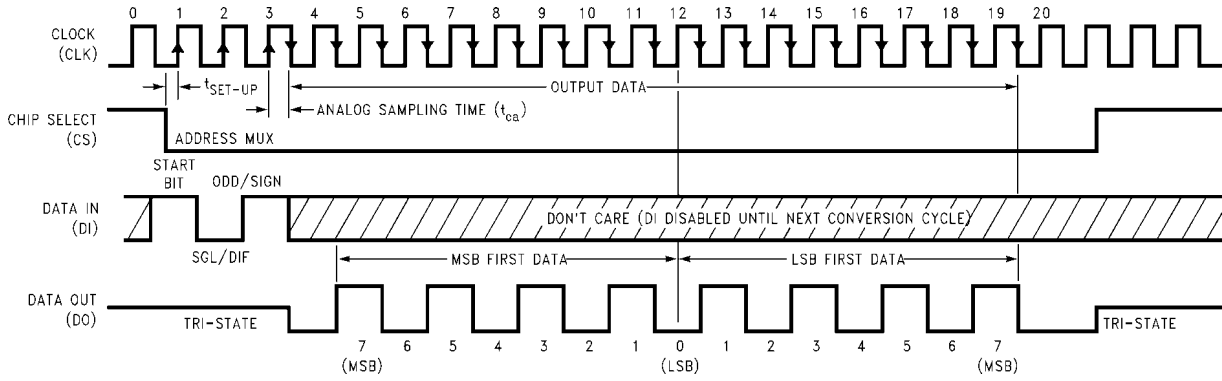 0 1 2 3 4 5 6 7 8 9 10 11 12 13 14 15 16 17 18 19 20
CLOCK
(CLK)
tSET-UP
OUTPUT DATA
ANALOG SAMPLING TIME (tca)
CHIP SELECT
(CS)
ADDRESS MUX
START
BIT
ODD/SIGN
DATA IN
(DI)
DON'T CARE (DI DISABLED UNTIL NEXT CONVERSION CYCLE)
SGL/DIF
MSB FIRST DATA
LSB FIRST DATA
DATA OUT
(DO)
TRI-STATE
TRI-STATE
7 6 5 4 3 2 1 0 1 2 3 4 5 6 7
(MSB) (LSB) (MSB)